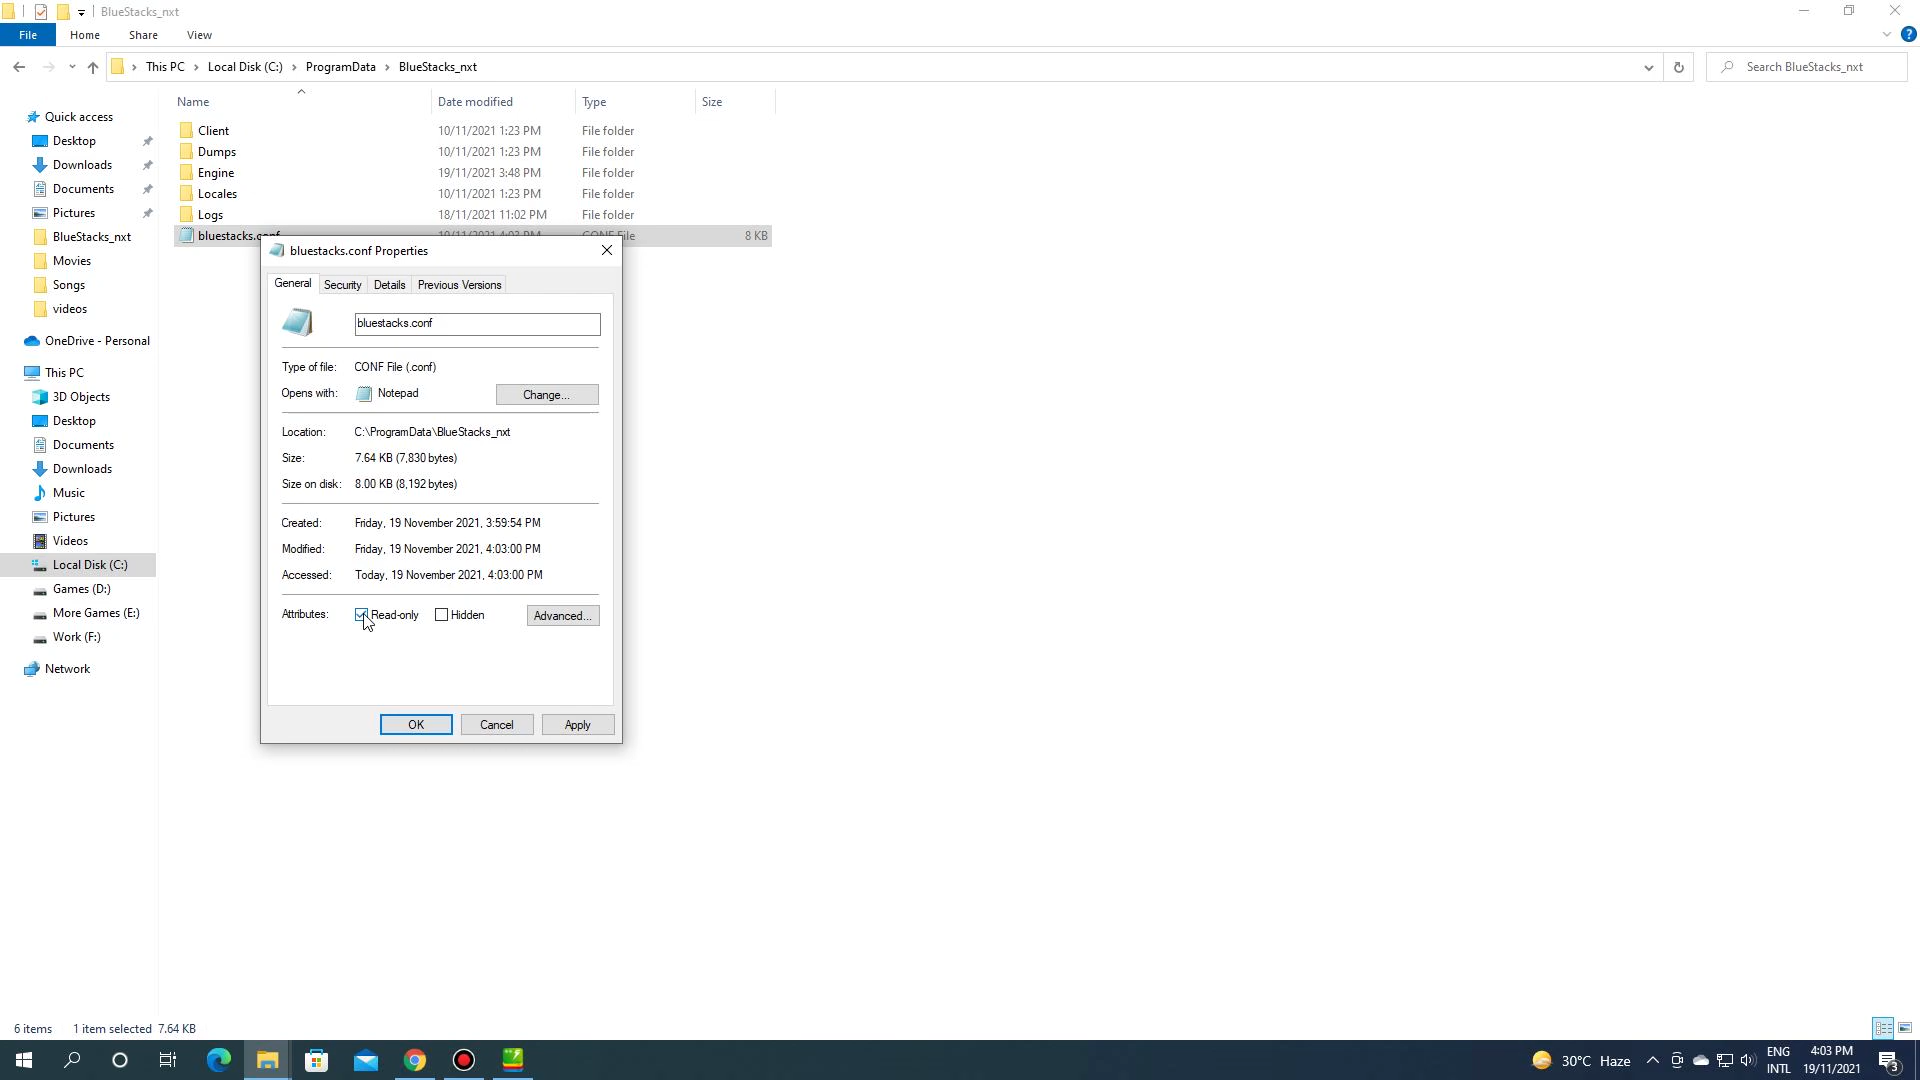 BlueStacks_nxt
File Home Share View
This PC Local Disk (C:) ProgramData BlueStacks_nxt Search BlueStacks_nxt
Name Date modified Type Size
Quick access
Desktop
Downloads
Documents
Pictures
BlueStacks_nxt
Movies
Songs
videos
OneDrive - Personal
This PC
3D Objects
Desktop
Documents
Downloads
Music
Pictures
Videos
Local Disk (C:)
Games (D:)
More Games (E:)
Work (F:)
Network
Client 10/11/2021 1:23 PM File folder
Dumps 10/11/2021 1:23 PM File folder
Engine 19/11/2021 3:48 PM File folder
Locales 10/11/2021 1:23 PM File folder
Logs 18/11/2021 11:02 PM File folder
bluestacks.conf 19/11/2021 4:03 PM CONF File 8 KB
bluestacks.conf Properties
General Security Details Previous Versions
bluestacks.conf
Type of file: CONF File (.conf)
Opens with: Notepad Change...
Location: C:\ProgramData\BlueStacks_nxt
Size: 7.64 KB (7,830 bytes)
Size on disk: 8.00 KB (8,192 bytes)
Created: Friday, 19 November 2021, 3:59:54 PM
Modified: Friday, 19 November 2021, 4:03:00 PM
Accessed: Today, 19 November 2021, 4:03:00 PM
Attributes: Read-only Hidden Advanced...
OK Cancel Apply
6 items 1 item selected 7.64 KB
30°C Haze
ENG
INTL
4:03 PM
19/11/2021
3